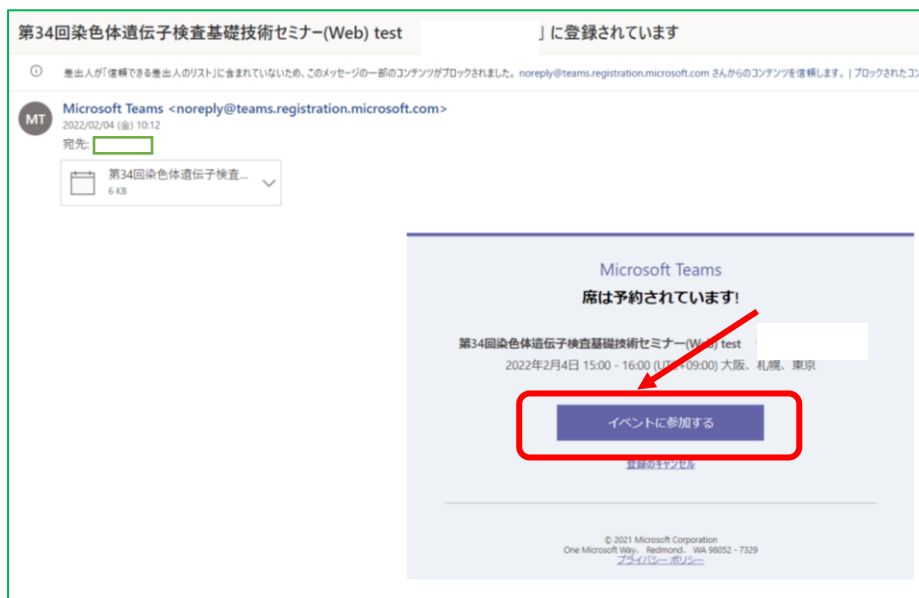 第34回染色体遺伝子検査基礎技術セミナー(Web) test 」に登録されています
差出人が「信頼できる差出人のリスト」に含まれていないため、このメッセージの一部のコンテンツがブロックされました。noreply@teams.registration.microsoft.com さんからのコンテンツを信頼します。 | ブロックされたコン
MT
Microsoft Teams <noreply@teams.registration.microsoft.com>
2022/02/04 (金) 10:12
宛先:
第34回染色体遺伝子検査...
6 KB
Microsoft Teams
席は予約されています!
第34回染色体遺伝子検査基礎技術セミナー(Web) test
2022年2月4日 15:00 - 16:00 (UTC+09:00) 大阪、札幌、東京
イベントに参加する
登録のキャンセル
© 2021 Microsoft Corporation
One Microsoft Way、 Redmond、 WA 98052 - 7329
プライバシー ポリシー